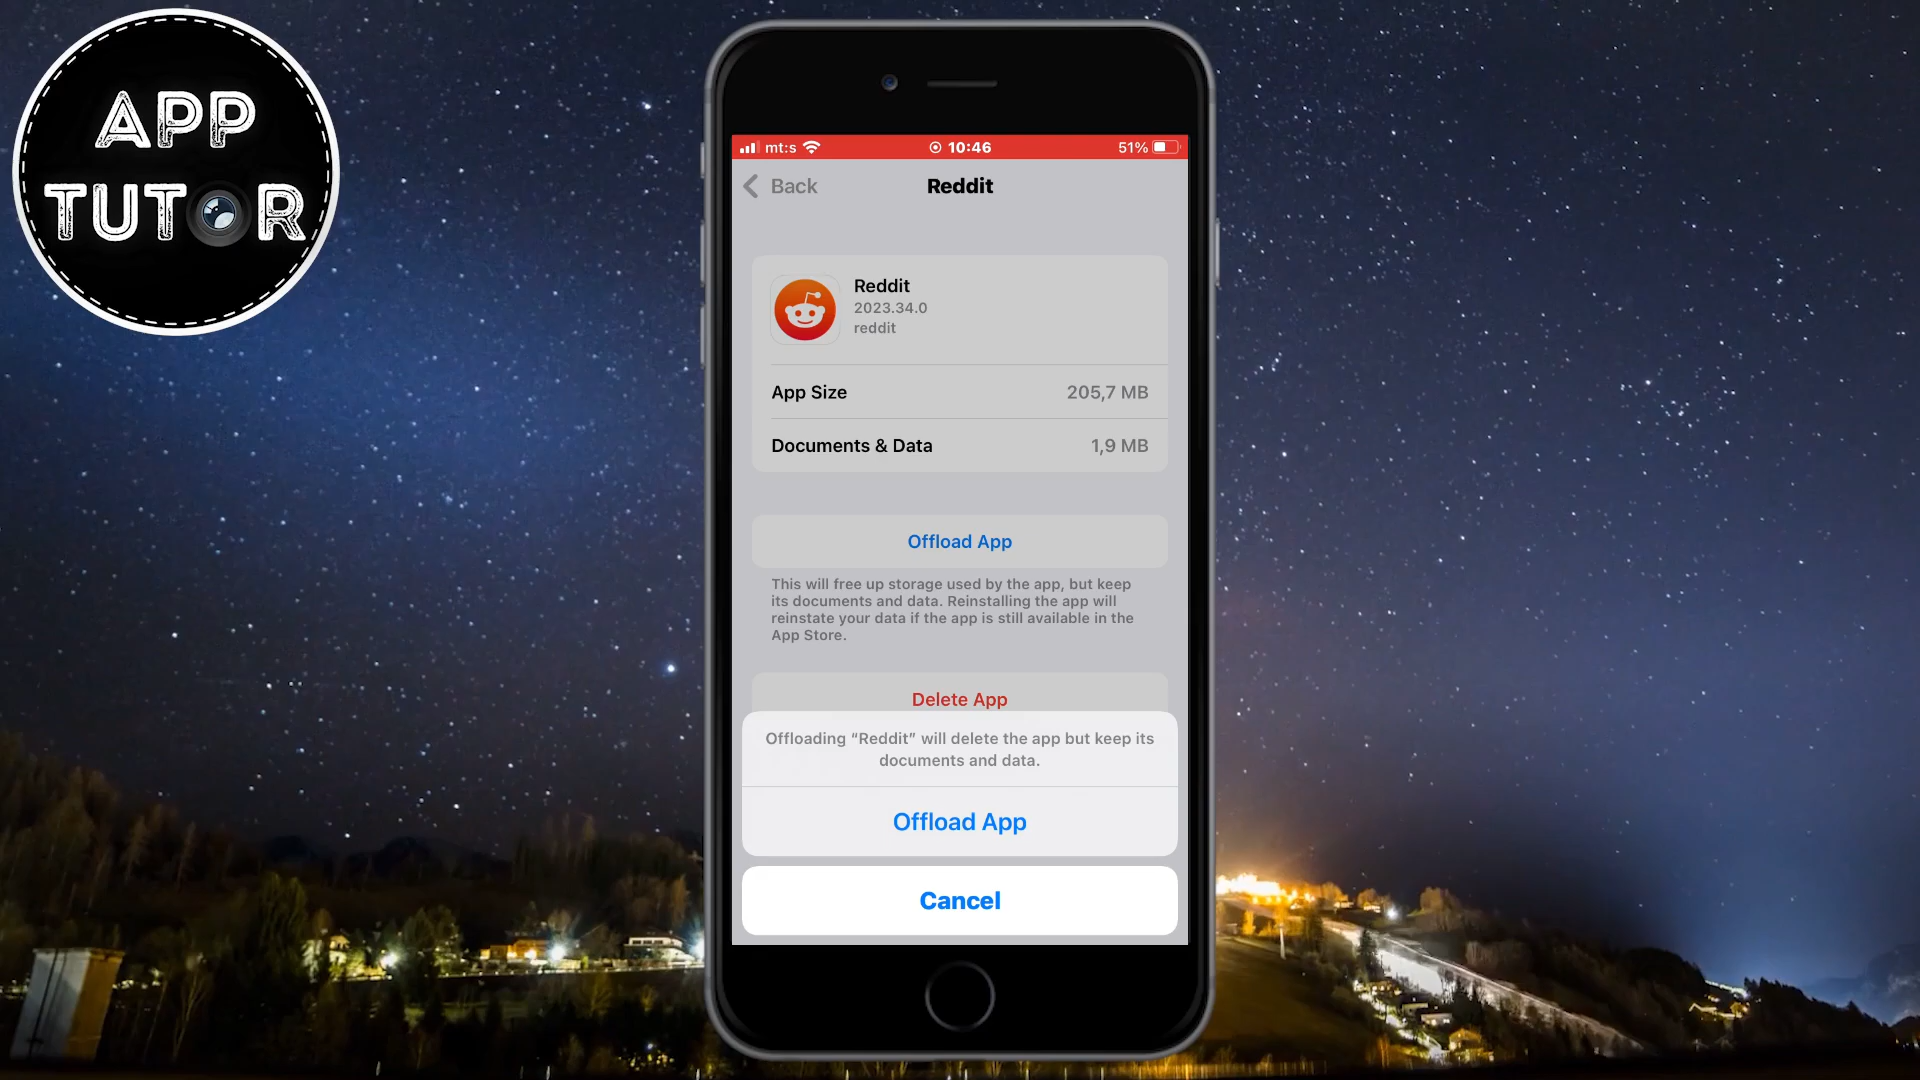 APP
TUTOR
mt:s
10:46
51%
Back
Reddit
Reddit
2023.34.0
reddit
App Size
205,7 MB
Documents & Data
1,9 MB
Offload App
This will free up storage used by the app, but keep
its documents and data. Reinstalling the app will
reinstate your data if the app is still available in the
App Store.
Delete App
Offloading “Reddit” will delete the app but keep its
documents and data.
Offload App
Cancel